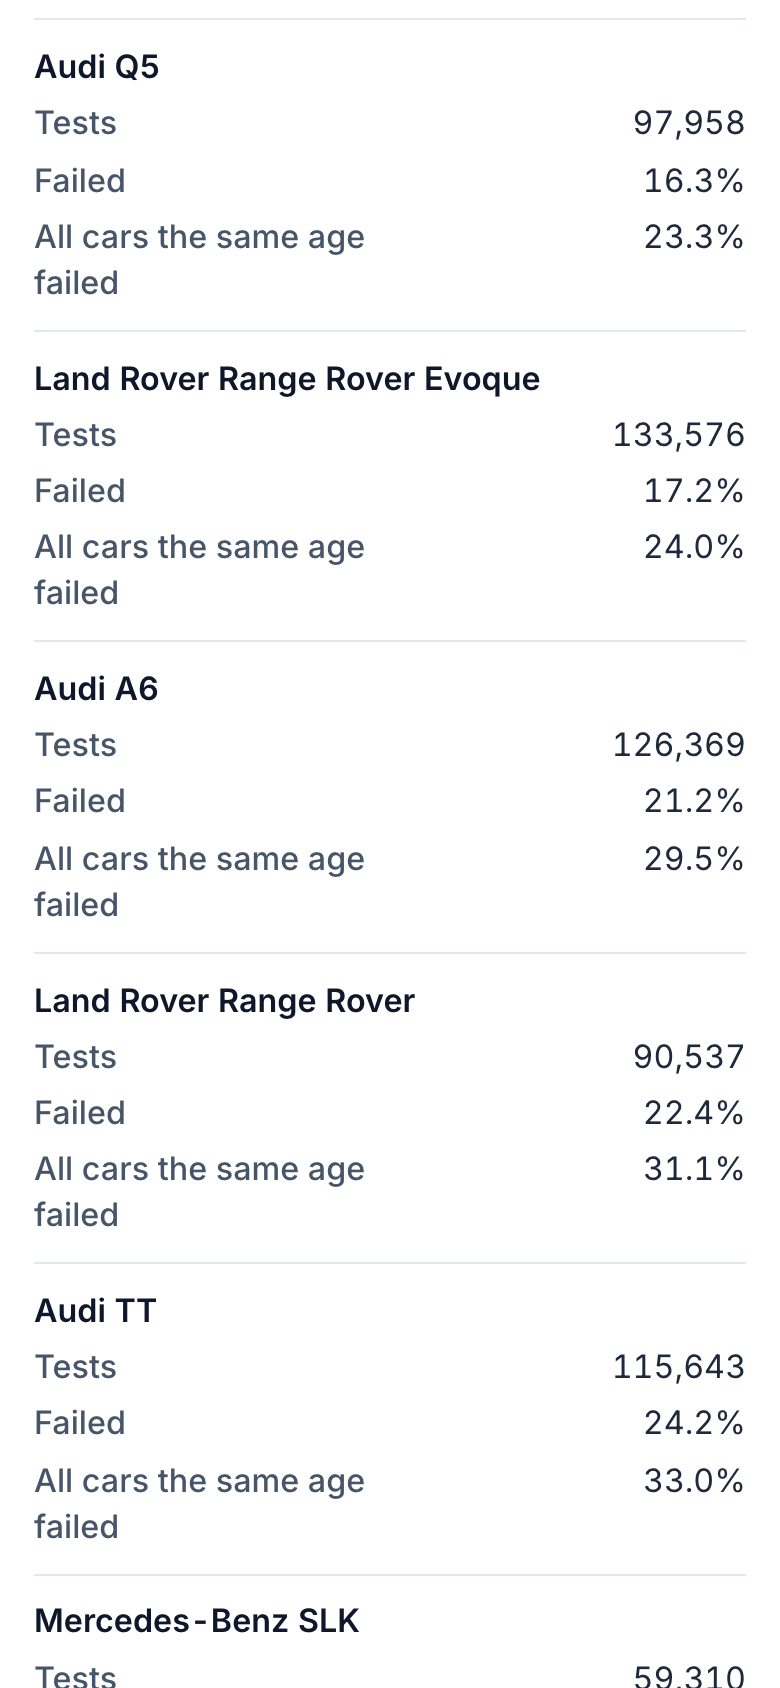 Audi Q5
Tests 97,958
Failed 16.3%
All cars the same age 23.3%
failed
Land Rover Range Rover Evoque
Tests 133,576
Failed 17.2%
All cars the same age 24.0%
failed
Audi A6
Tests 126,369
Failed 21.2%
All cars the same age 29.5%
failed
Land Rover Range Rover
Tests 90,537
Failed 22.4%
All cars the same age 31.1%
failed
Audi TT
Tests 115,643
Failed 24.2%
All cars the same age 33.0%
failed
Mercedes-Benz SLK
Tests 59,310